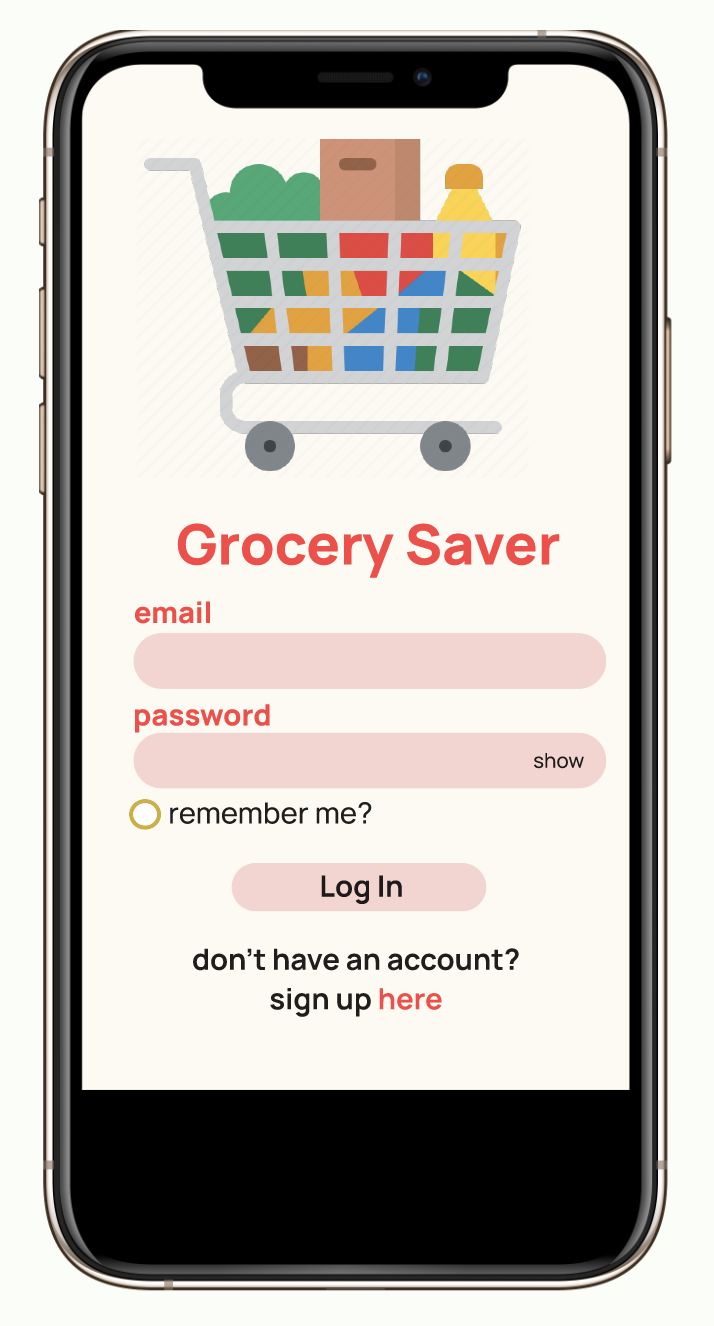 Grocery Saver
email
password
show
remember me?
Log In
don't have an account?
sign up here